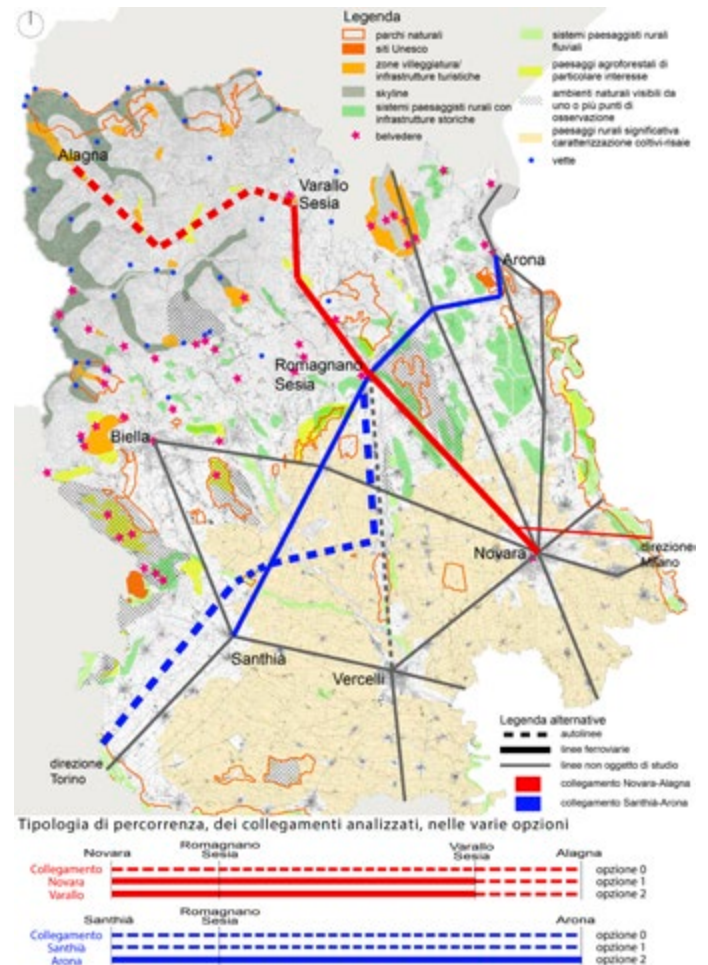 Legenda
parchi naturali
siti Unesco
zone villeggiatura/
infrastrutture turistiche
skyline
sistemi paesaggisti rurali con
infrastrutture storiche
belvedere
sistemi paesaggisti rurali
fluviali
paesaggi agroforestali di
particolare interesse
ambienti naturali visibili da
uno o più punti di
osservazione
paesaggi rurali significativa
caratterizzazione coltivi-risaie
vette
Alagna
Varallo
Sesia
Arona
Romagnano
Sesia
Biella
Novara
direzione
Milano
Santhià
Vercelli
direzione
Torino
Legenda alternative
autolinee
linee ferroviarie
linee non oggetto di studio
collegamento Novara-Alagna
collegamento Santhià-Arona
Tipologia di percorrenza, dei collegamenti analizzati, nelle varie opzioni
Novara
Romagnano
Sesia
Varallo
Sesia
Alagna
Collegamento
Novara
Varallo
opzione 0
opzione 1
opzione 2
Santhià
Romagnano
Sesia
Arona
Collegamento
Santhià
Arona
opzione 0
opzione 1
opzione 2